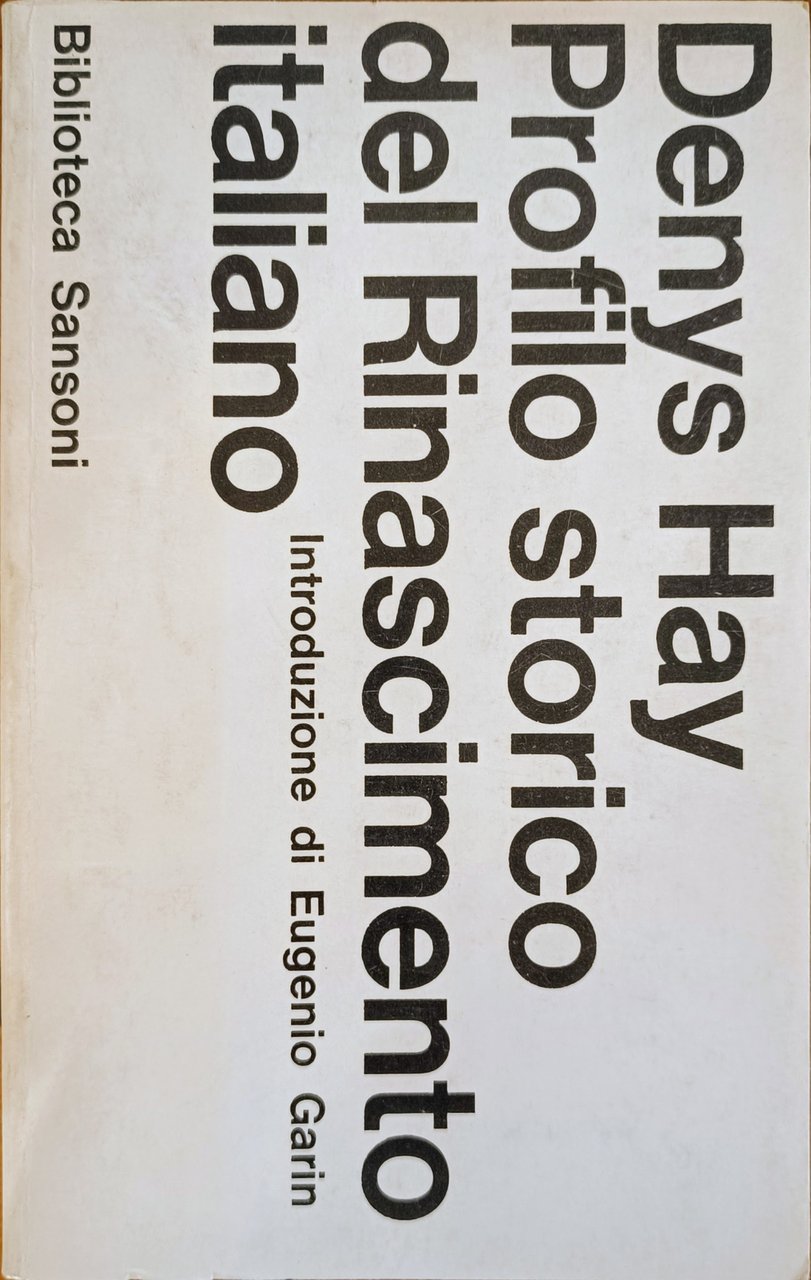 Denys Hay
Profilo storico
del Rinascimento
italiano
Introduzione di Eugenio Garin
Biblioteca Sansoni